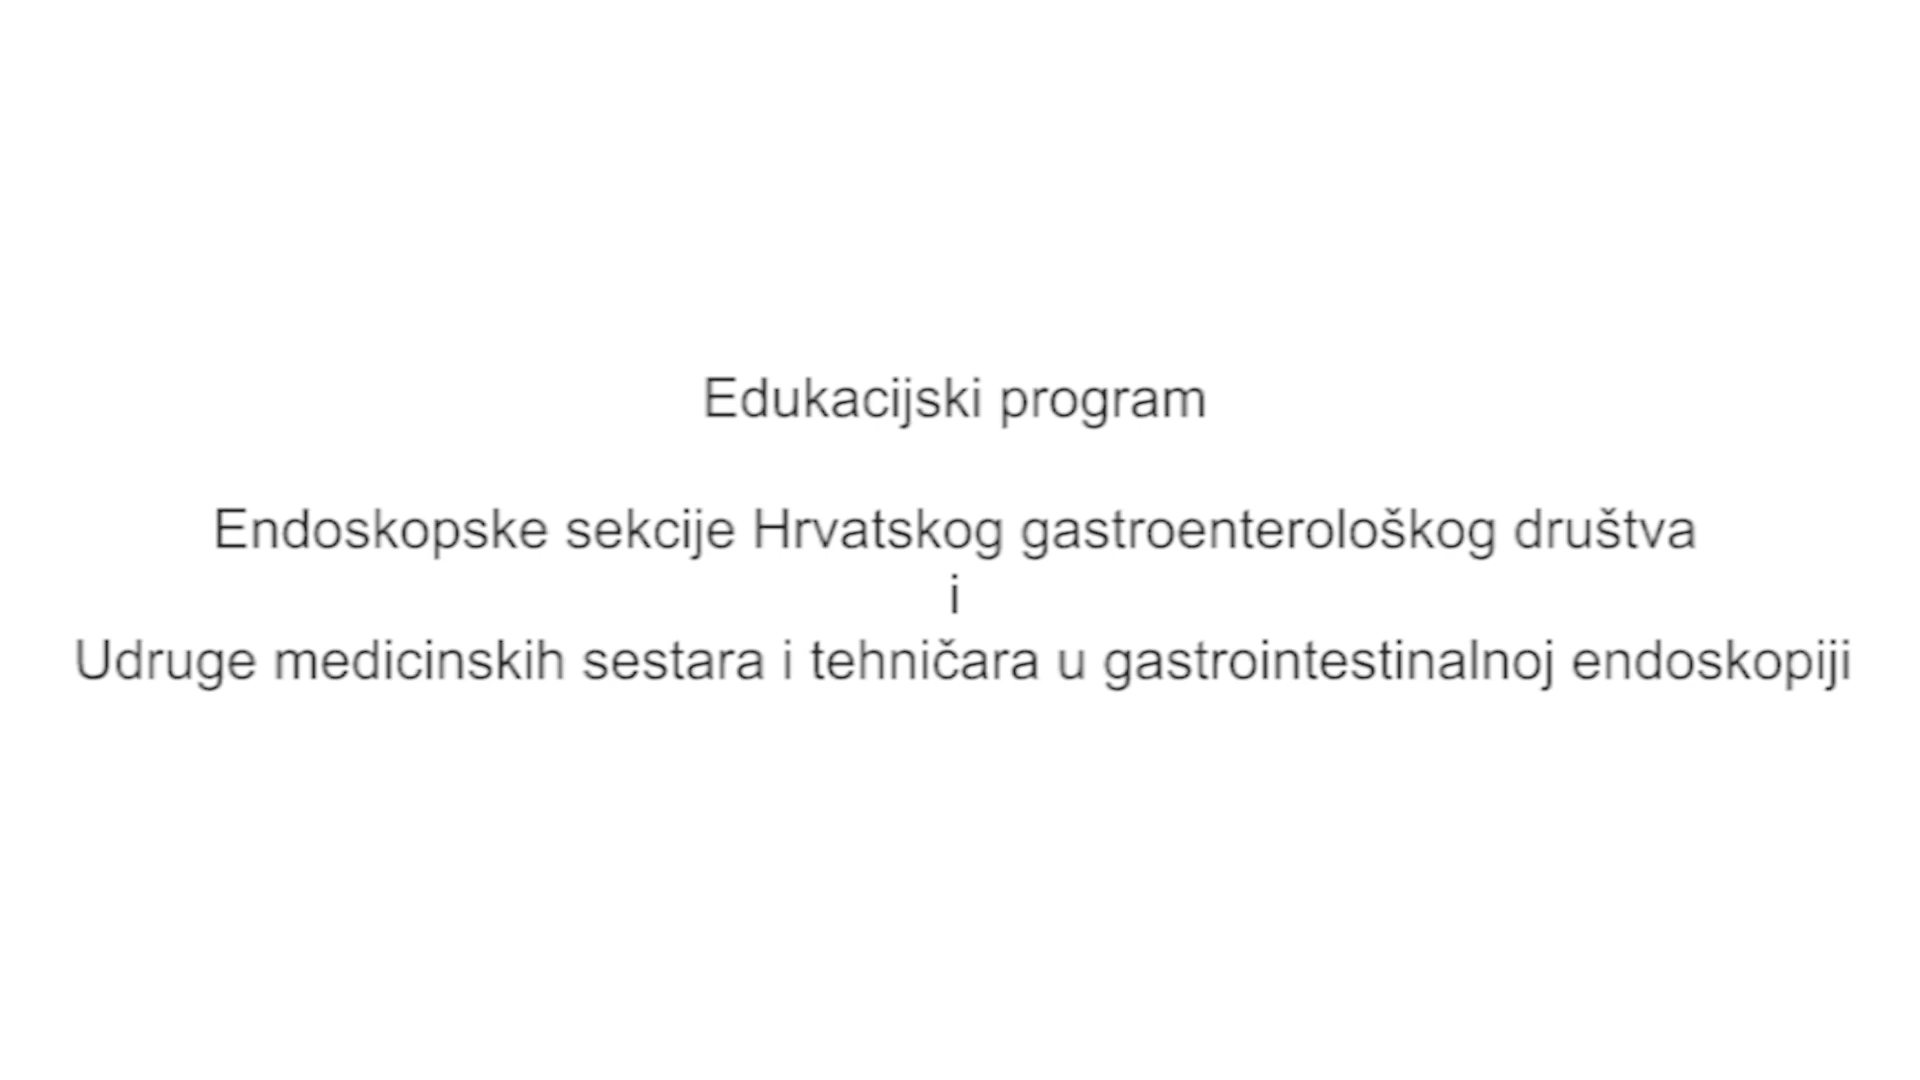 Edukacijski program
Endoskopske sekcije Hrvatskog gastroenterološkog društva
i
Udruge medicinskih sestara i tehničara u gastrointestinalnoj endoskopiji